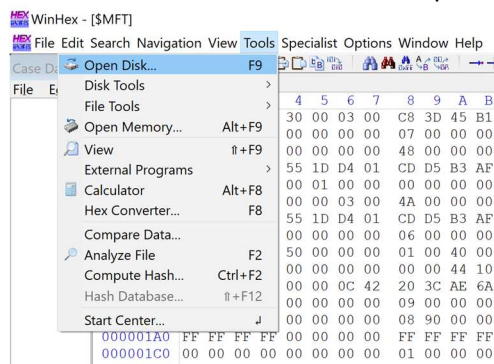 WinHex - [$MFT]
File Edit Search Navigation View Tools Specialist Options Window Help
Case Da
File E
Open Disk... F9
Disk Tools >
File Tools >
Open Memory... Alt+F9
View ⇑+F9
External Programs >
Calculator Alt+F8
Hex Converter... F8
Compare Data...
Analyze File F2
Compute Hash... Ctrl+F2
Hash Database... ⇑+F12
Start Center... ↲
4 5 6 7 8 9 A B
30 00 03 00 C8 3D 45 B1
00 00 00 00 07 00 00 00
00 00 00 00 48 00 00 00
55 1D D4 01 CD D5 B3 AF
00 01 00 00 00 00 00 00
00 00 03 00 4A 00 00 00
55 1D D4 01 CD D5 B3 AF
00 00 00 00 06 00 00 00
50 00 00 00 01 00 40 00
00 00 00 00 00 00 44 10
00 00 0C 42 20 3C AE 6A
00 00 00 00 09 00 00 00
00 00 00 00 08 90 00 00
000001A0 FF FF FF FF 00 00 00 00 FF FF FF FF
000001C0 00 00 00 00 00 00 00 00 01 00 00 00